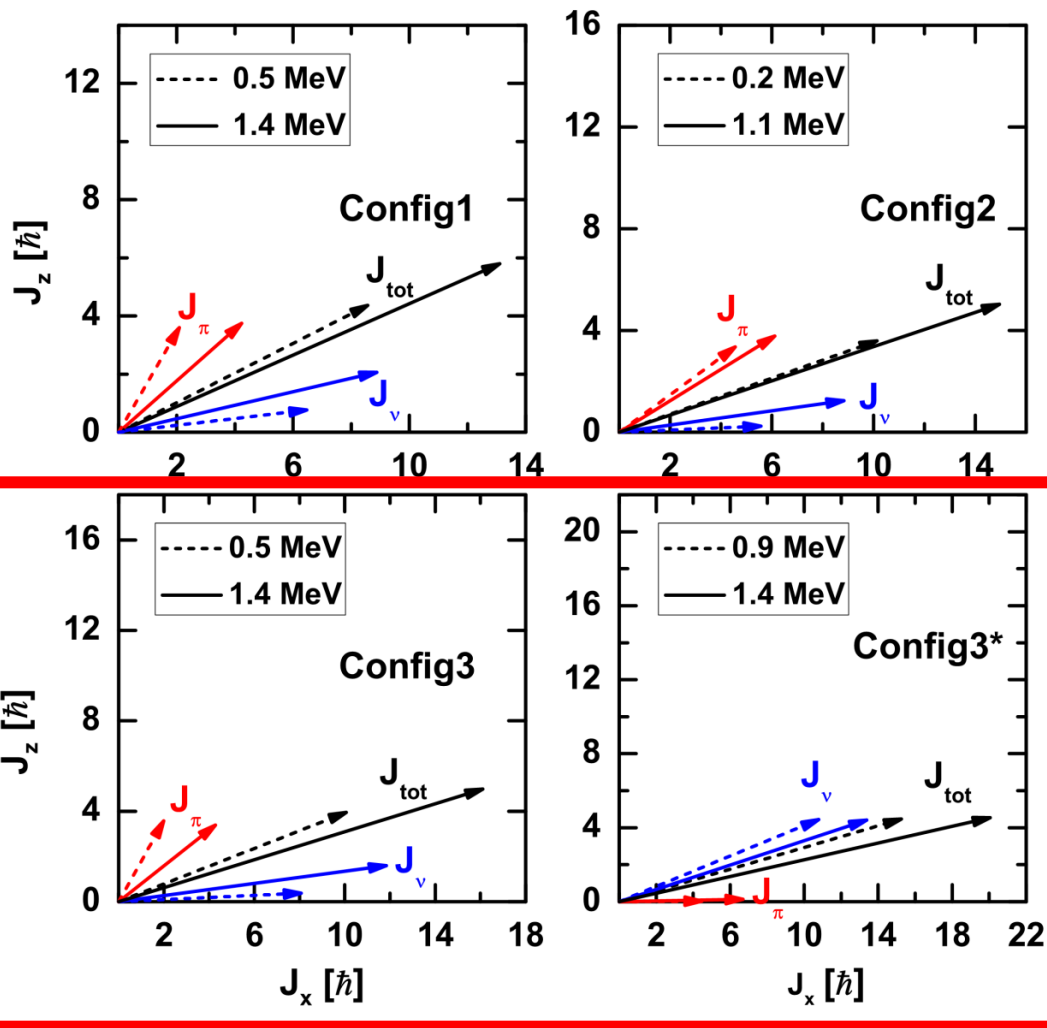 12
8
4
0
J_z [ħ]
0.5 MeV
1.4 MeV
Config1
J_π
J_tot
J_ν
2 6 10 14
16
12
8
4
0
0.2 MeV
1.1 MeV
Config2
J_π
J_tot
J_ν
2 6 10 14
16
12
8
4
0
J_z [ħ]
0.5 MeV
1.4 MeV
Config3
J_π
J_tot
J_ν
2 6 10 14 18
J_x [ħ]
20
16
12
8
4
0
0.9 MeV
1.4 MeV
Config3*
J_ν
J_tot
J_π
2 6 10 14 18 22
J_x [ħ]